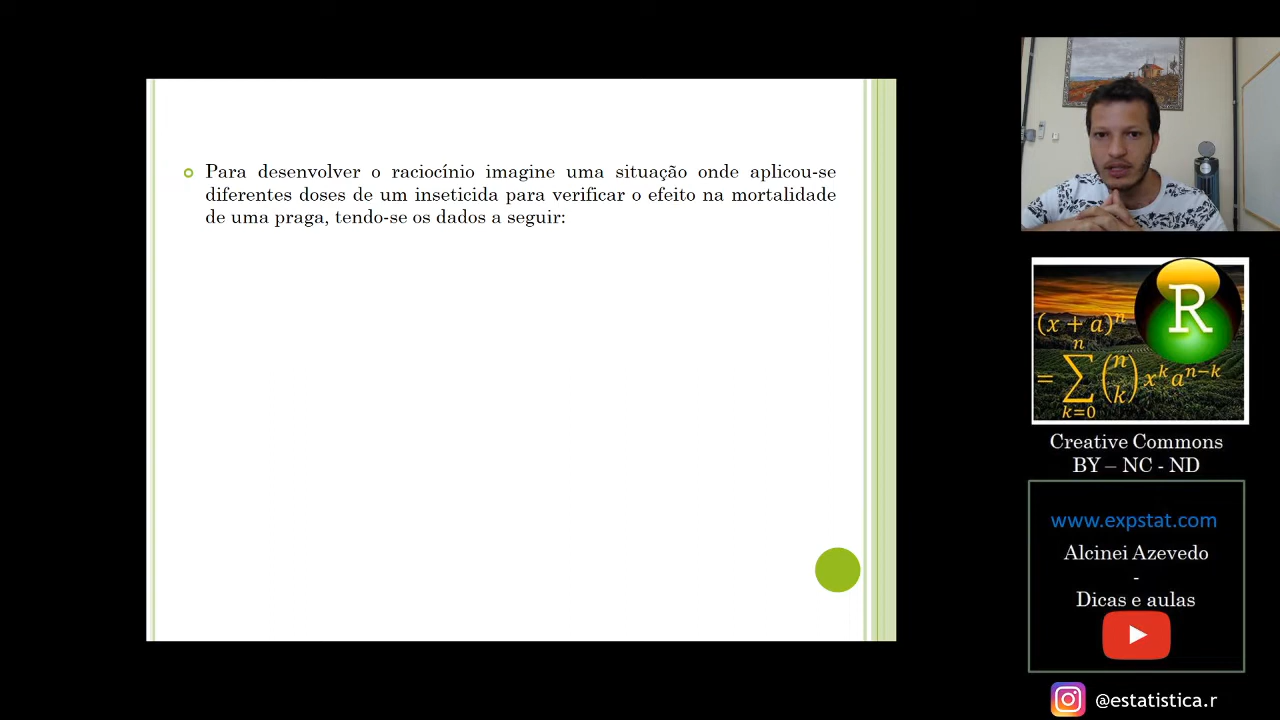 Para desenvolver o raciocínio imagine uma situação onde aplicou-se
diferentes doses de um inseticida para verificar o efeito na mortalidade
de uma praga, tendo-se os dados a seguir:
R
(x + a)^n
= ∑_{k=0}^{n} (n k) x^k a^{n−k}
Creative Commons
BY – NC - ND
www.expstat.com
Alcinei Azevedo
-
Dicas e aulas
@estatistica.r